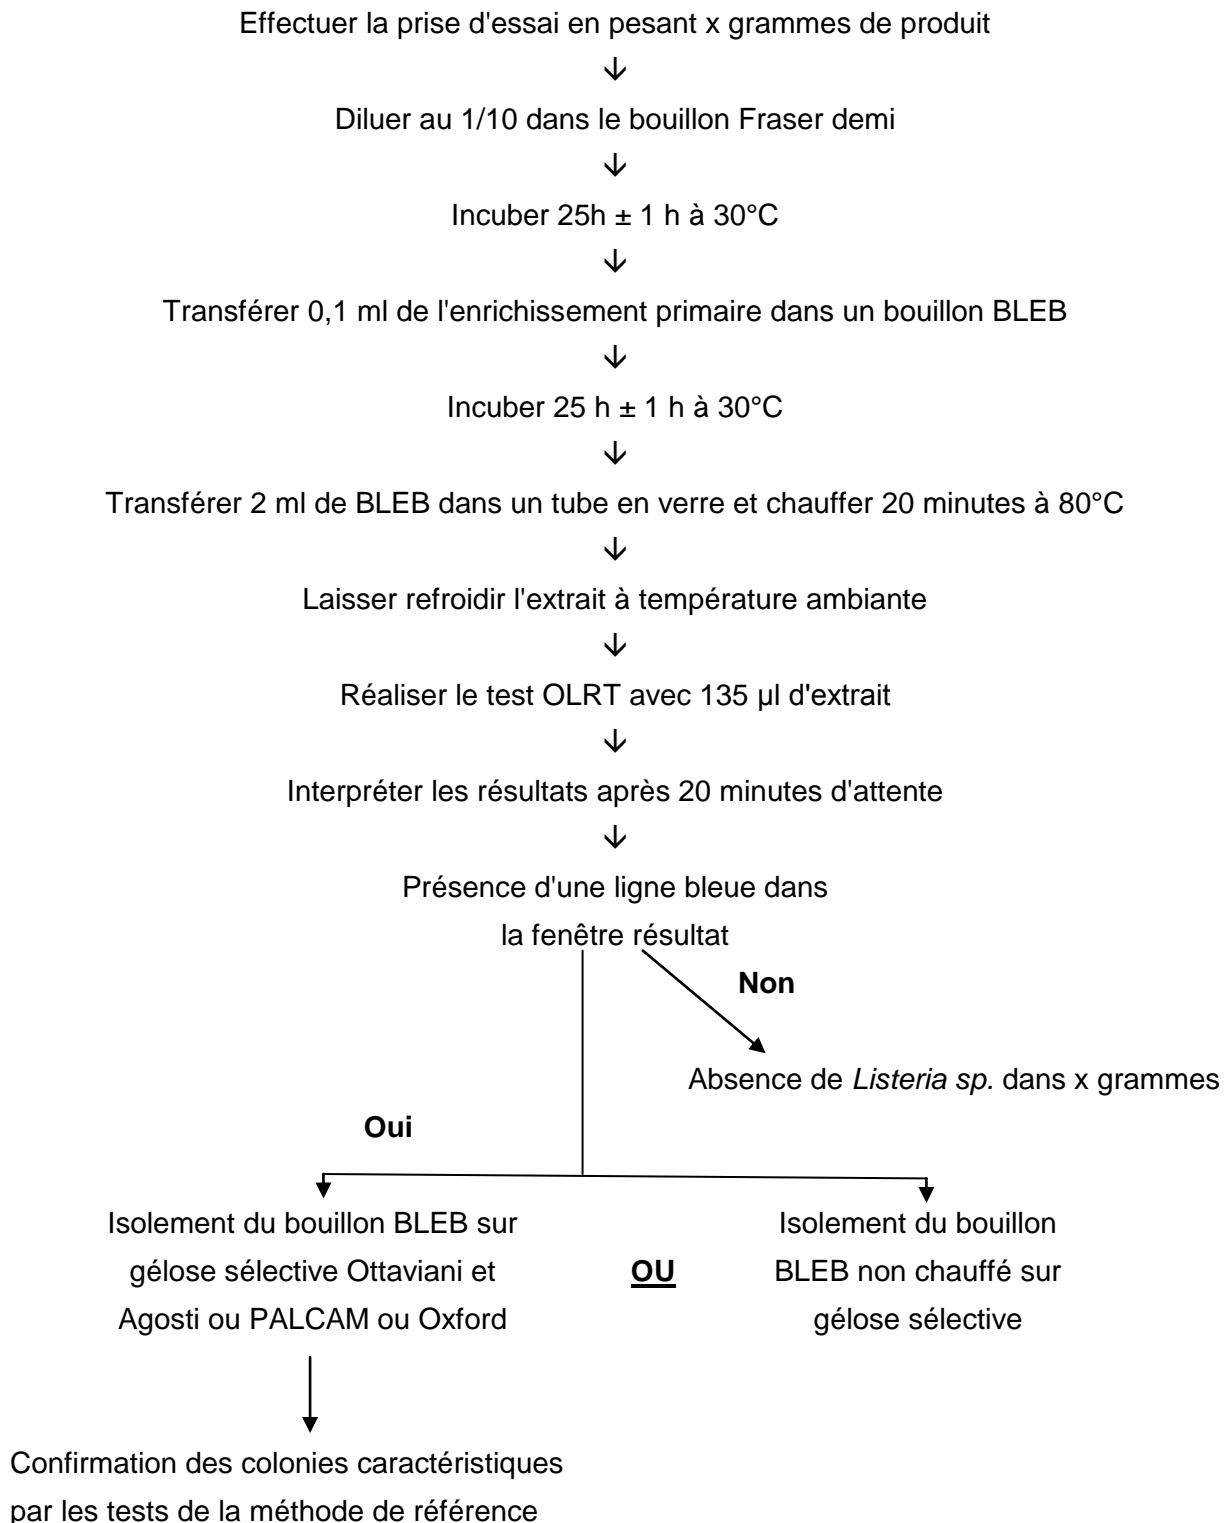 Effectuer la prise d'essai en pesant x grammes de produit
↓
Diluer au 1/10 dans le bouillon Fraser demi
↓
Incuber 25h ± 1 h à 30°C
↓
Transférer 0,1 ml de l'enrichissement primaire dans un bouillon BLEB
↓
Incuber 25 h ± 1 h à 30°C
↓
Transférer 2 ml de BLEB dans un tube en verre et chauffer 20 minutes à 80°C
↓
Laisser refroidir l'extrait à température ambiante
↓
Réaliser le test OLRT avec 135 µl d'extrait
↓
Interpréter les résultats après 20 minutes d'attente
↓
Présence d'une ligne bleue dans
la fenêtre résultat
Non
Absence de Listeria sp. dans x grammes
Oui
Isolement du bouillon BLEB sur
gélose sélective Ottaviani et
Agosti ou PALCAM ou Oxford
OU
Isolement du bouillon
BLEB non chauffé sur
gélose sélective
Confirmation des colonies caractéristiques
par les tests de la méthode de référence